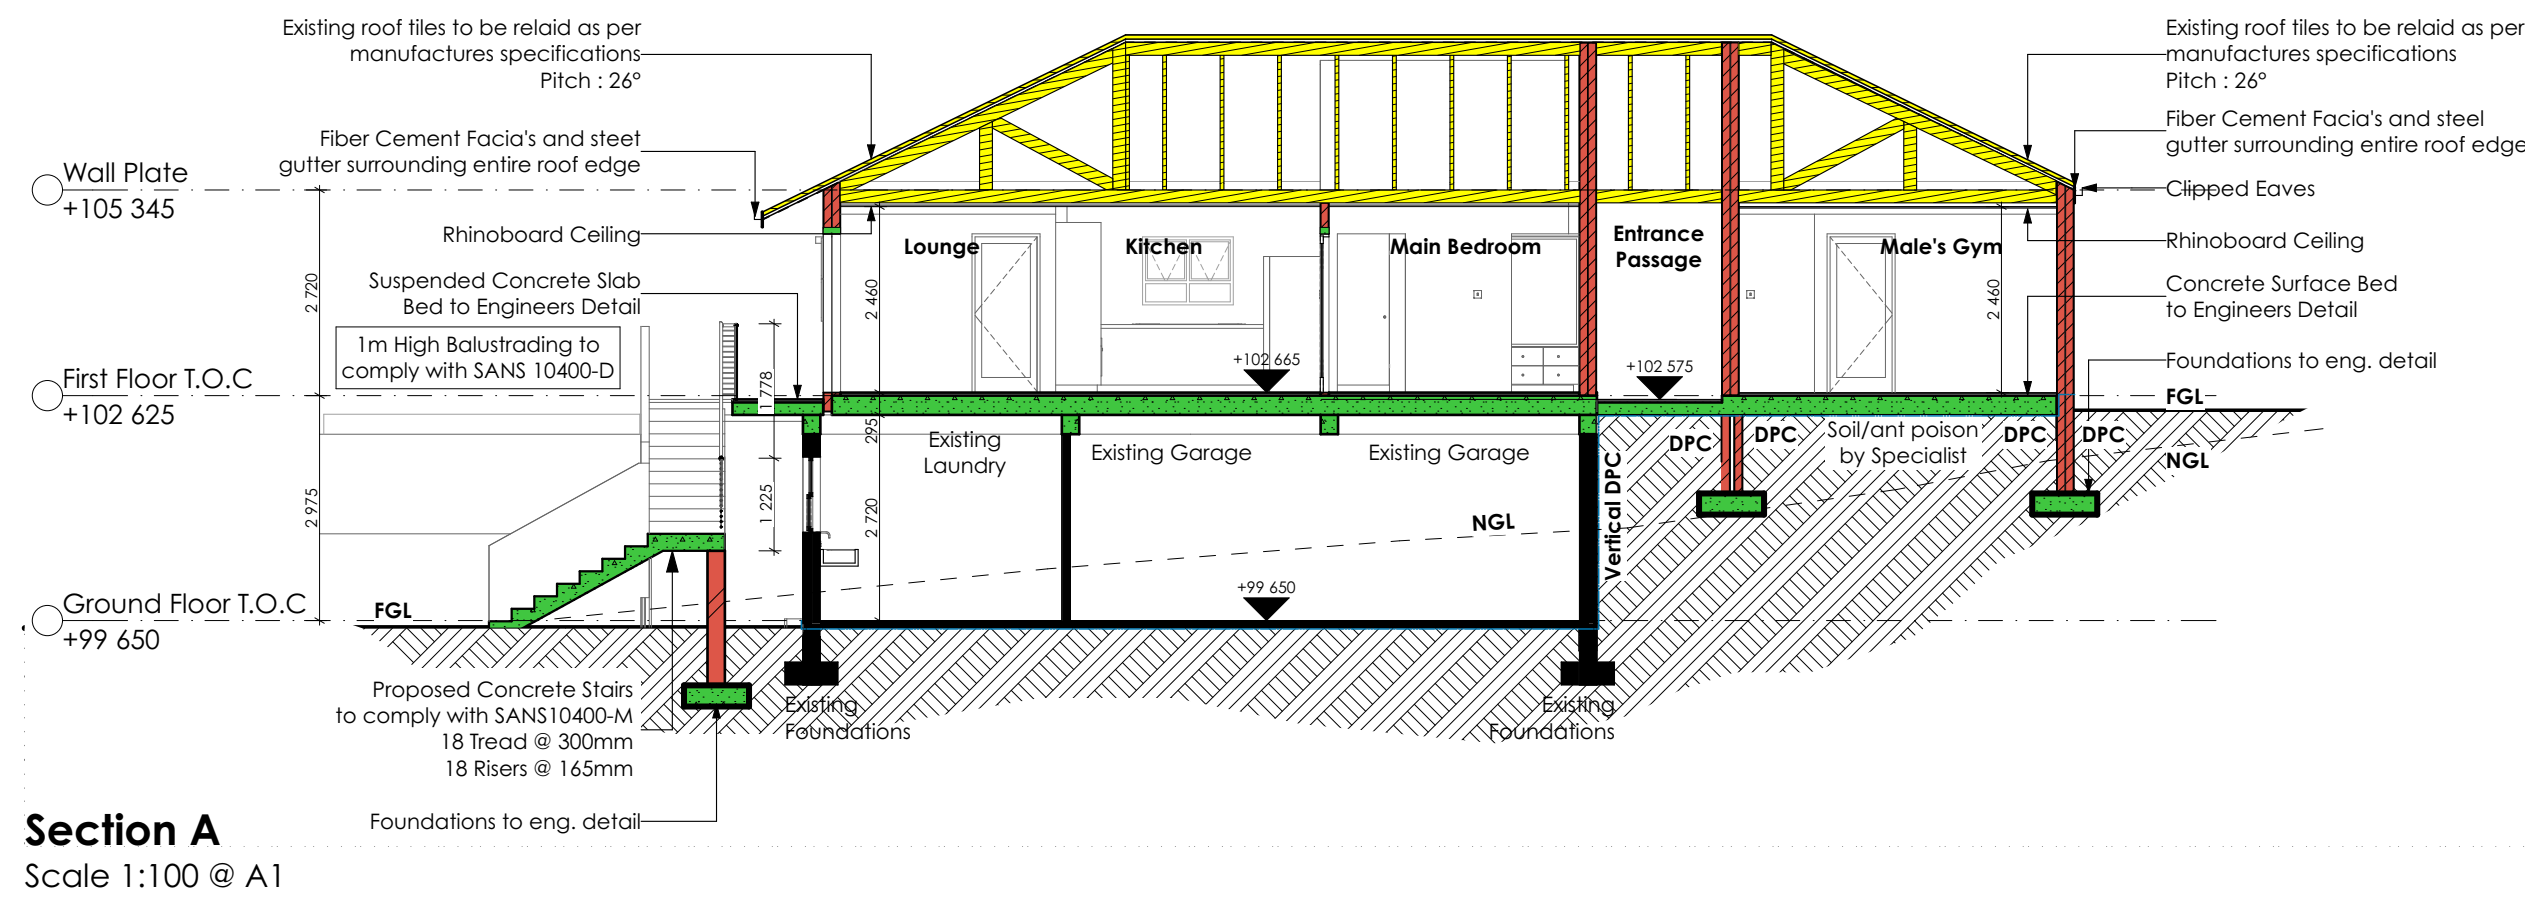 Existing roof tiles to be relaid as per
manufactures specifications
Pitch : 26°
Fiber Cement Facia's and steet
gutter surrounding entire roof edge
Wall Plate
+105 345
Rhinoboard Ceiling
Suspended Concrete Slab
Bed to Engineers Detail
2 720
1m High Balustrading to
comply with SANS 10400-D
First Floor T.O.C
+102 625
2 975
Ground Floor T.O.C
+99 650
FGL
Proposed Concrete Stairs
to comply with SANS10400-M
18 Tread @ 300mm
18 Risers @ 165mm
Foundations to eng. detail
1 778
1 225
Lounge
Kitchen
Main Bedroom
Entrance
Passage
Male's Gym
2 460
+102 665
+102 575
2 460
295
2 720
Existing
Laundry
Existing Garage
Existing Garage
NGL
+99 650
Vertical DPC
DPC
DPC
Soil/ant poison
by Specialist
DPC
DPC
Existing
Foundations
Existing
Foundations
Existing roof tiles to be relaid as per
manufactures specifications
Pitch : 26°
Fiber Cement Facia's and steel
gutter surrounding entire roof edge
Clipped Eaves
Rhinoboard Ceiling
Concrete Surface Bed
to Engineers Detail
Foundations to eng. detail
FGL
NGL
Section A
Scale 1:100 @ A1